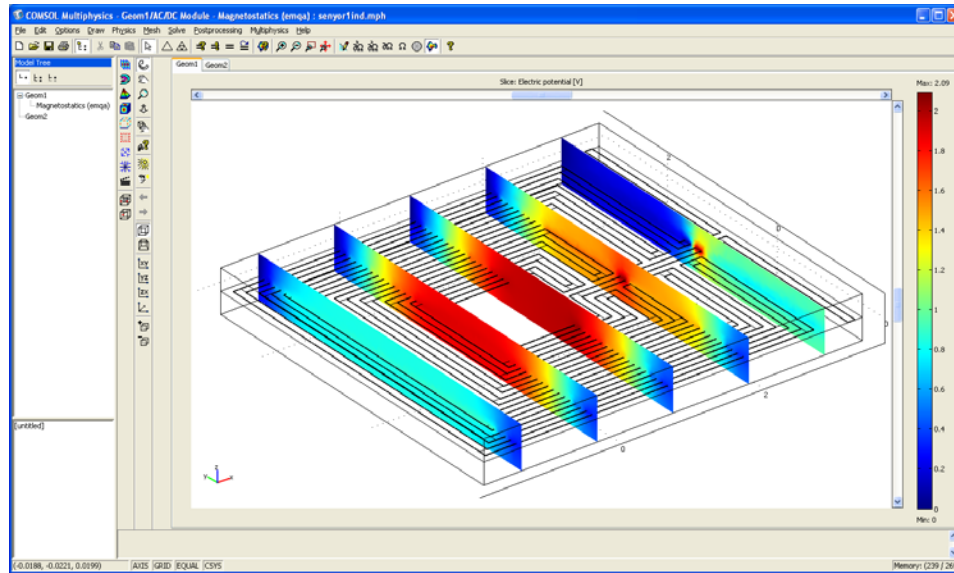 COMSOL Multiphysics - Geom1/AC/DC Module - Magnetostatics (emqa) : senyor1ind.mph
File Edit Options Draw Physics Mesh Solve Postprocessing Multiphysics Help
Model Tree
Geom1
Magnetostatics (emqa)
Geom2
Geom1 Geom2
Slice: Electric potential [V]
Max: 2.09
2
1.8
1.6
1.4
1.2
1
0.8
0.6
0.4
0.2
0
Min: 0
2
0
0
2
0
z
y
x
[untitled]
(-0.0188, -0.0221, 0.0199) AXIS GRID EQUAL CSYS
Memory: (239 / 26